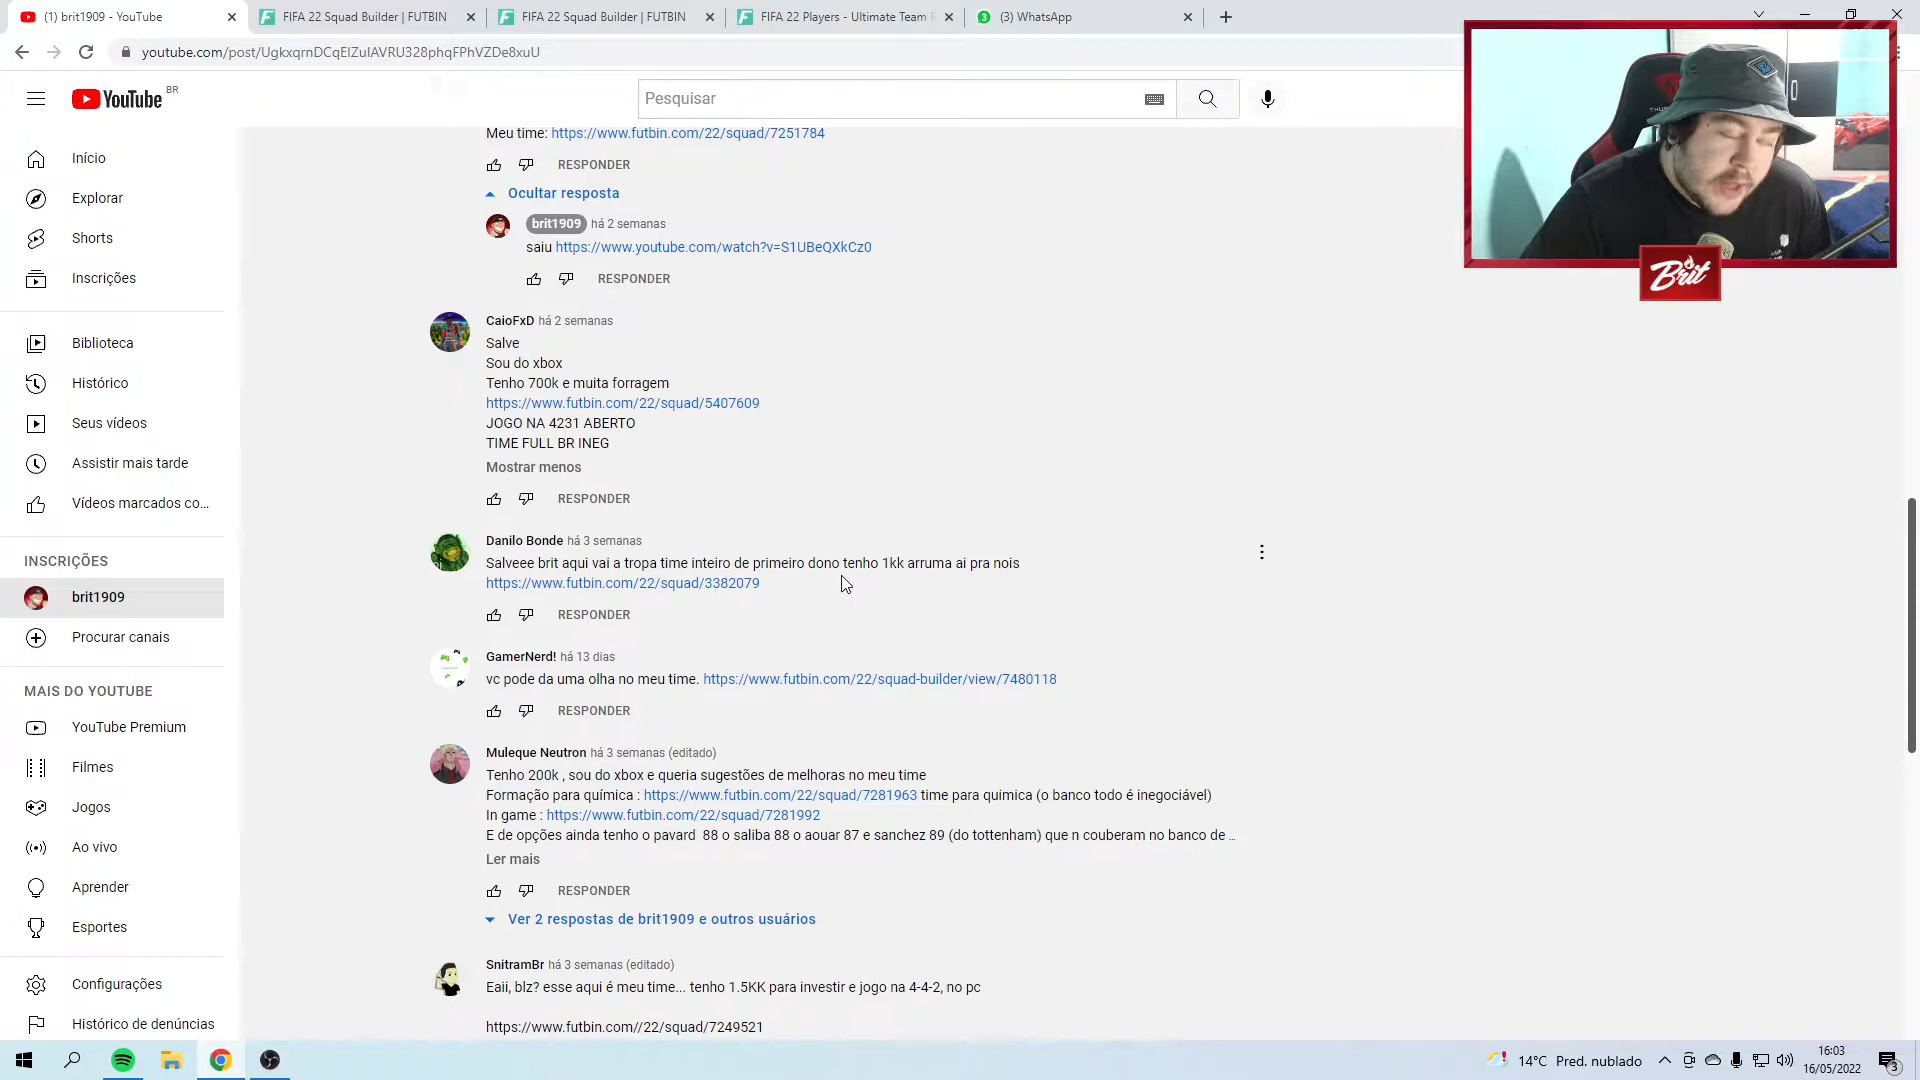 (1) brit1909 - YouTube
FIFA 22 Squad Builder | FUTBIN
FIFA 22 Squad Builder | FUTBIN
FIFA 22 Players - Ultimate Team
(3) WhatsApp
youtube.com/post/UgkxqrnDCqEIZulAVRU328phqFPhVZDe8xuU
YouTube BR
Pesquisar
Início
Explorar
Shorts
Inscrições
Biblioteca
Histórico
Seus vídeos
Assistir mais tarde
Vídeos marcados co...
INSCRIÇÕES
brit1909
Procurar canais
MAIS DO YOUTUBE
YouTube Premium
Filmes
Jogos
Ao vivo
Aprender
Esportes
Configurações
Histórico de denúncias
Meu time: https://www.futbin.com/22/squad/7251784
RESPONDER
Ocultar resposta
brit1909 há 2 semanas
saiu https://www.youtube.com/watch?v=S1UBeQXkCz0
RESPONDER
CaioFxD há 2 semanas
Salve
Sou do xbox
Tenho 700k e muita forragem
https://www.futbin.com/22/squad/5407609
JOGO NA 4231 ABERTO
TIME FULL BR INEG
Mostrar menos
RESPONDER
Danilo Bonde há 3 semanas
Salveee brit aqui vai a tropa time inteiro de primeiro dono tenho 1kk arruma ai pra nois
https://www.futbin.com/22/squad/3382079
RESPONDER
GamerNerd! há 13 dias
vc pode da uma olha no meu time. https://www.futbin.com/22/squad-builder/view/7480118
RESPONDER
Muleque Neutron há 3 semanas (editado)
Tenho 200k , sou do xbox e queria sugestões de melhoras no meu time
Formação para química : https://www.futbin.com/22/squad/7281963 time para quimica (o banco todo é inegociável)
In game : https://www.futbin.com/22/squad/7281992
E de opções ainda tenho o pavard 88 o saliba 88 o aouar 87 e sanchez 89 (do tottenham) que n couberam no banco de ...
Ler mais
RESPONDER
Ver 2 respostas de brit1909 e outros usuários
SnitramBr há 3 semanas (editado)
Eaii, blz? esse aqui é meu time... tenho 1.5KK para investir e jogo na 4-4-2, no pc
https://www.futbin.com//22/squad/7249521
Brit
14°C Pred. nublado
16:03
16/05/2022
3